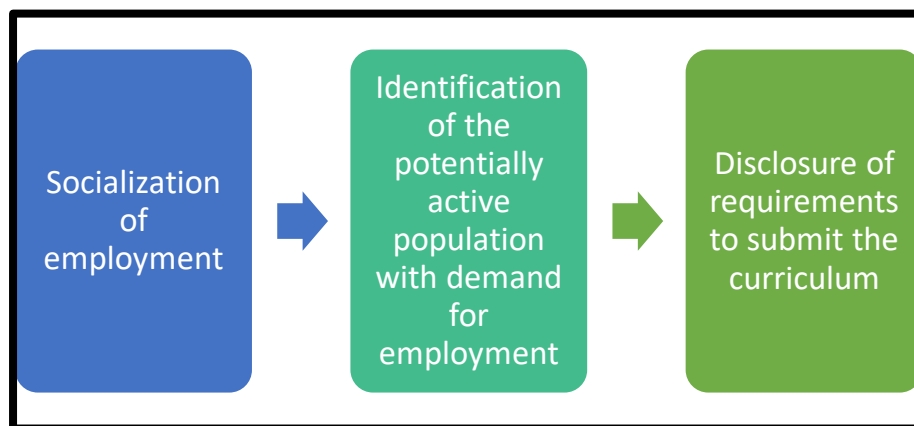 Socialization
of
employment
Identification
of the
potentially
active
population
with demand
for
employment
Disclosure of
requirements
to submit the
curriculum